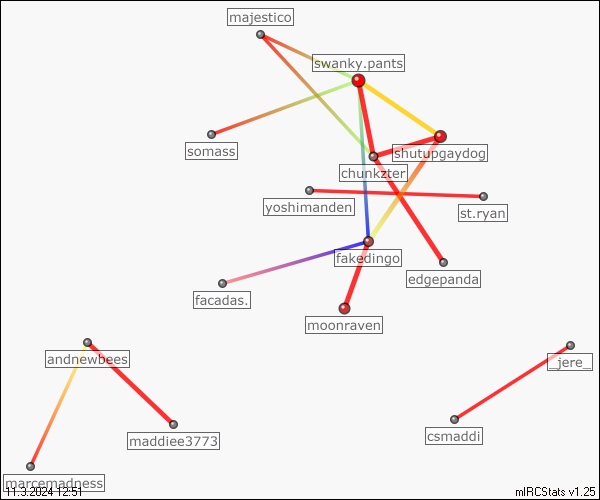 majestico
swanky.pants
somass
shutupgaydog
chunkzter
yoshimanden
st.ryan
fakedingo
edgepanda
facadas.
moonraven
andnewbees
_jere_
maddiee3773
csmaddi
marcemadness
11.3.2024 12:51
mIRCStats v1.25